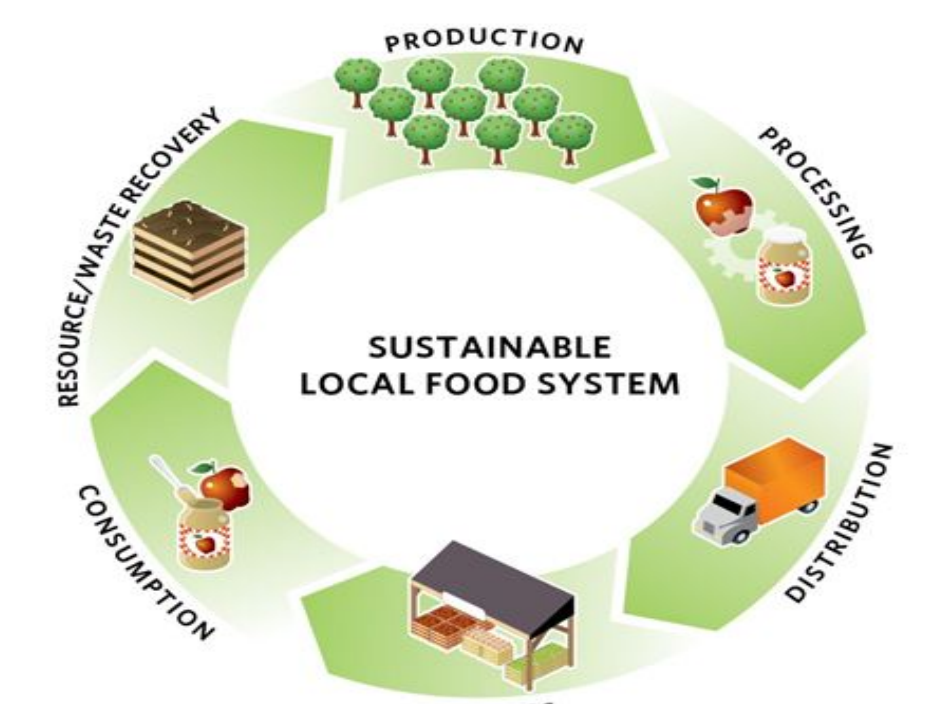 PRODUCTION
PROCESSING
DISTRIBUTION
CONSUMPTION
RESOURCE/WASTE RECOVERY
SUSTAINABLE
LOCAL FOOD SYSTEM